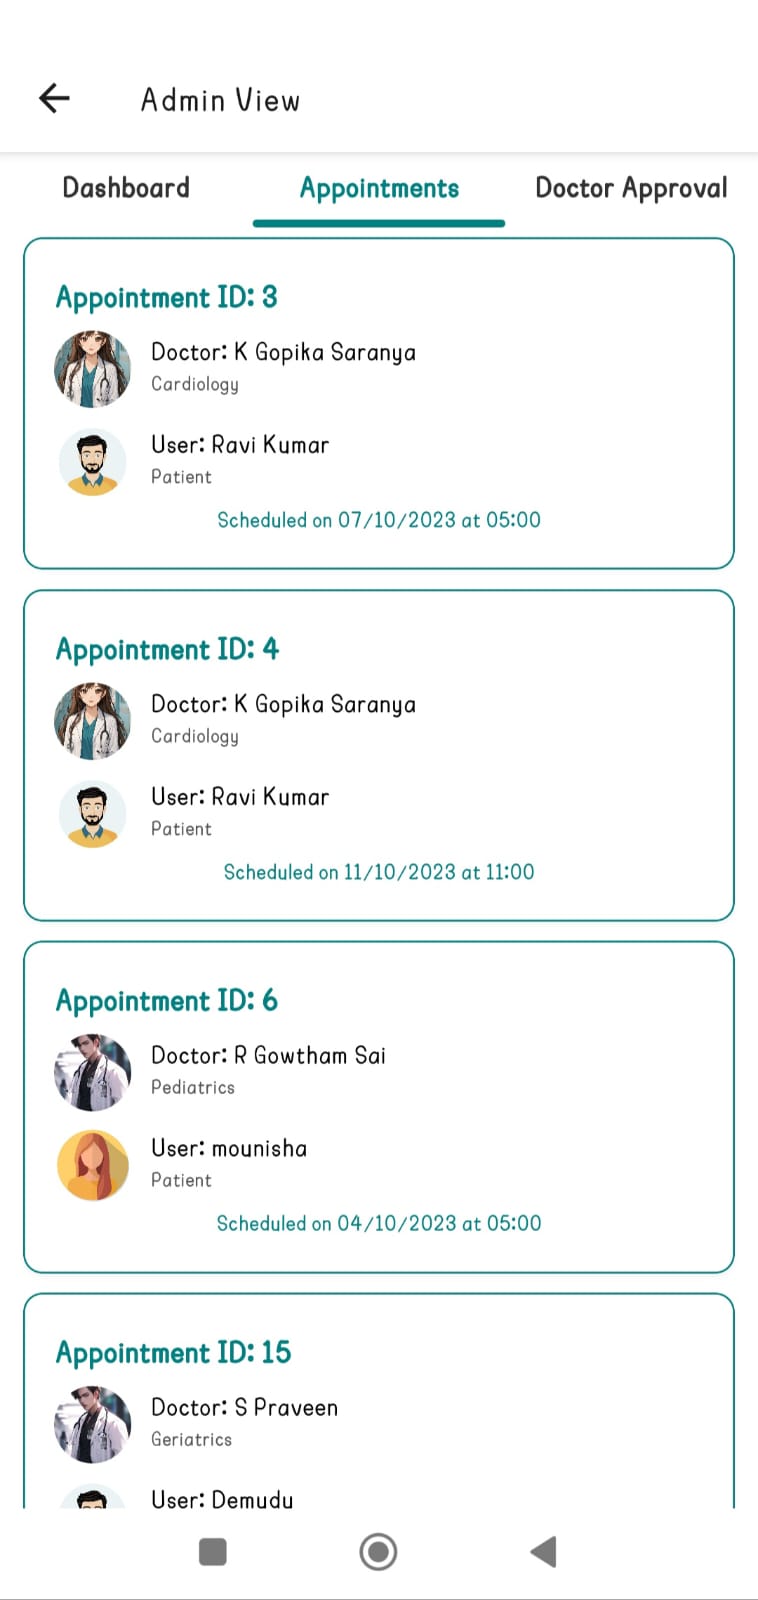 Admin View
Dashboard Appointments Doctor Approval
Appointment ID: 3
Doctor: K Gopika Saranya
Cardiology
User: Ravi Kumar
Patient
Scheduled on 07/10/2023 at 05:00
Appointment ID: 4
Doctor: K Gopika Saranya
Cardiology
User: Ravi Kumar
Patient
Scheduled on 11/10/2023 at 11:00
Appointment ID: 6
Doctor: R Gowtham Sai
Pediatrics
User: mounisha
Patient
Scheduled on 04/10/2023 at 05:00
Appointment ID: 15
Doctor: S Praveen
Geriatrics
User: Demudu